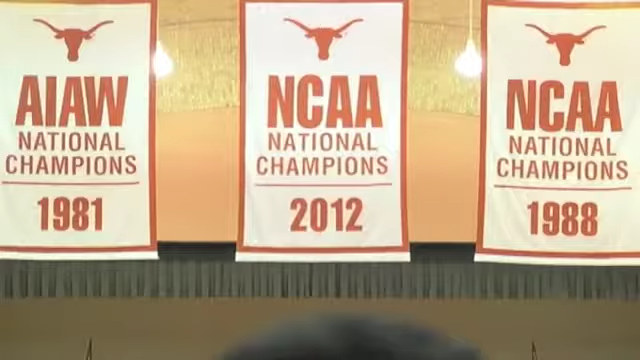 AIAW
NATIONAL
CHAMPIONS
1981
NCAA
NATIONAL
CHAMPIONS
2012
NCAA
NATIONAL
CHAMPIONS
1988